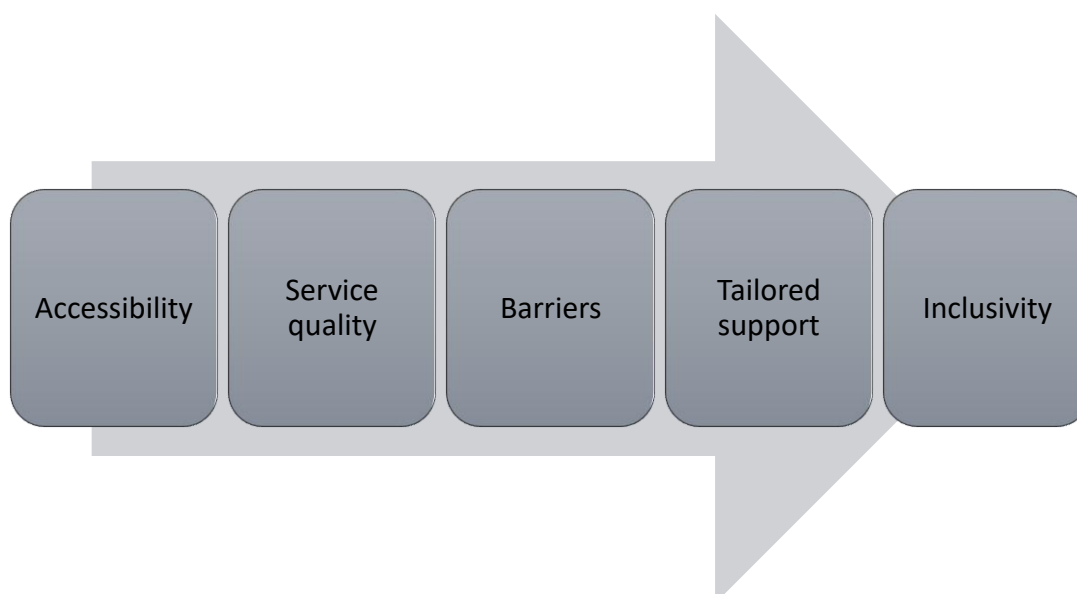 Accessibility
Service
quality
Barriers
Tailored
support
Inclusivity